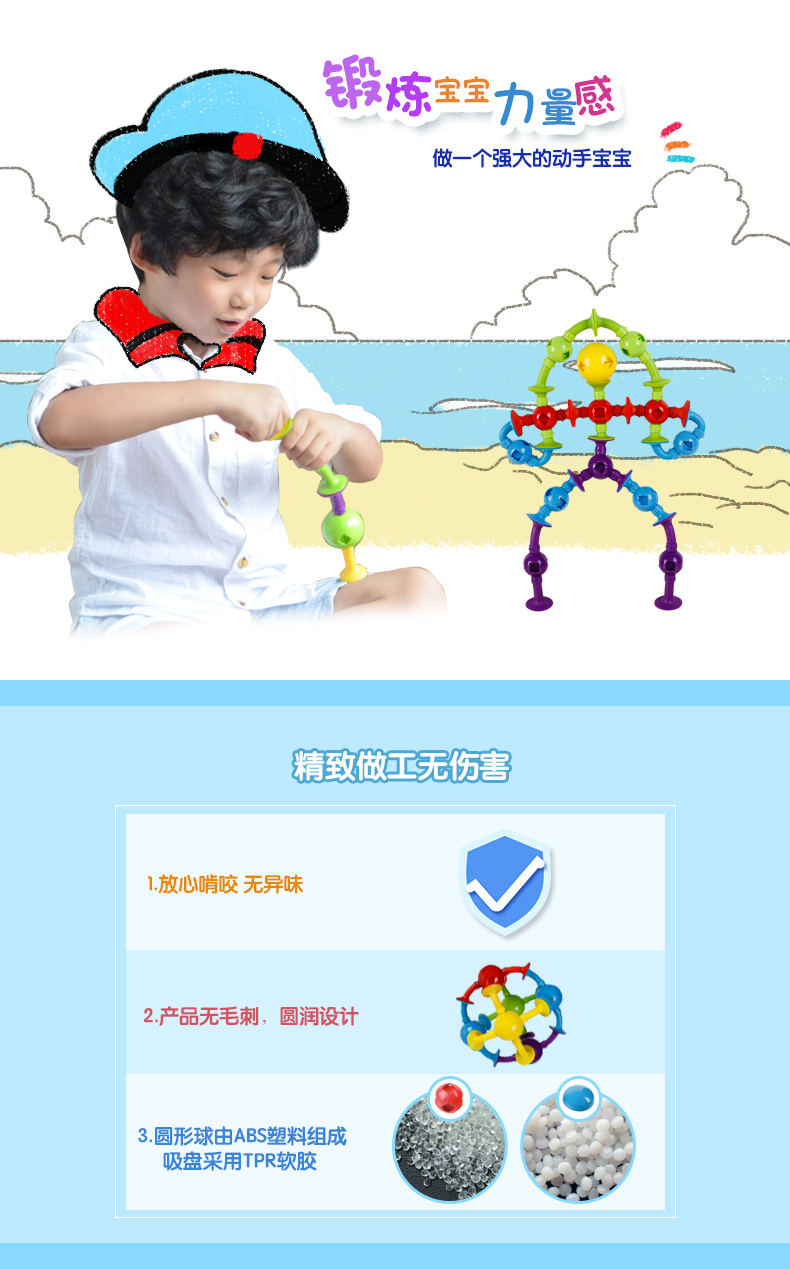 锻炼宝宝力量感
做一个强大的动手宝宝
精致做工无伤害
1.放心啃咬 无异味
2.产品无毛刺，圆润设计
3.圆形球由ABS塑料组成
吸盘采用TPR软胶